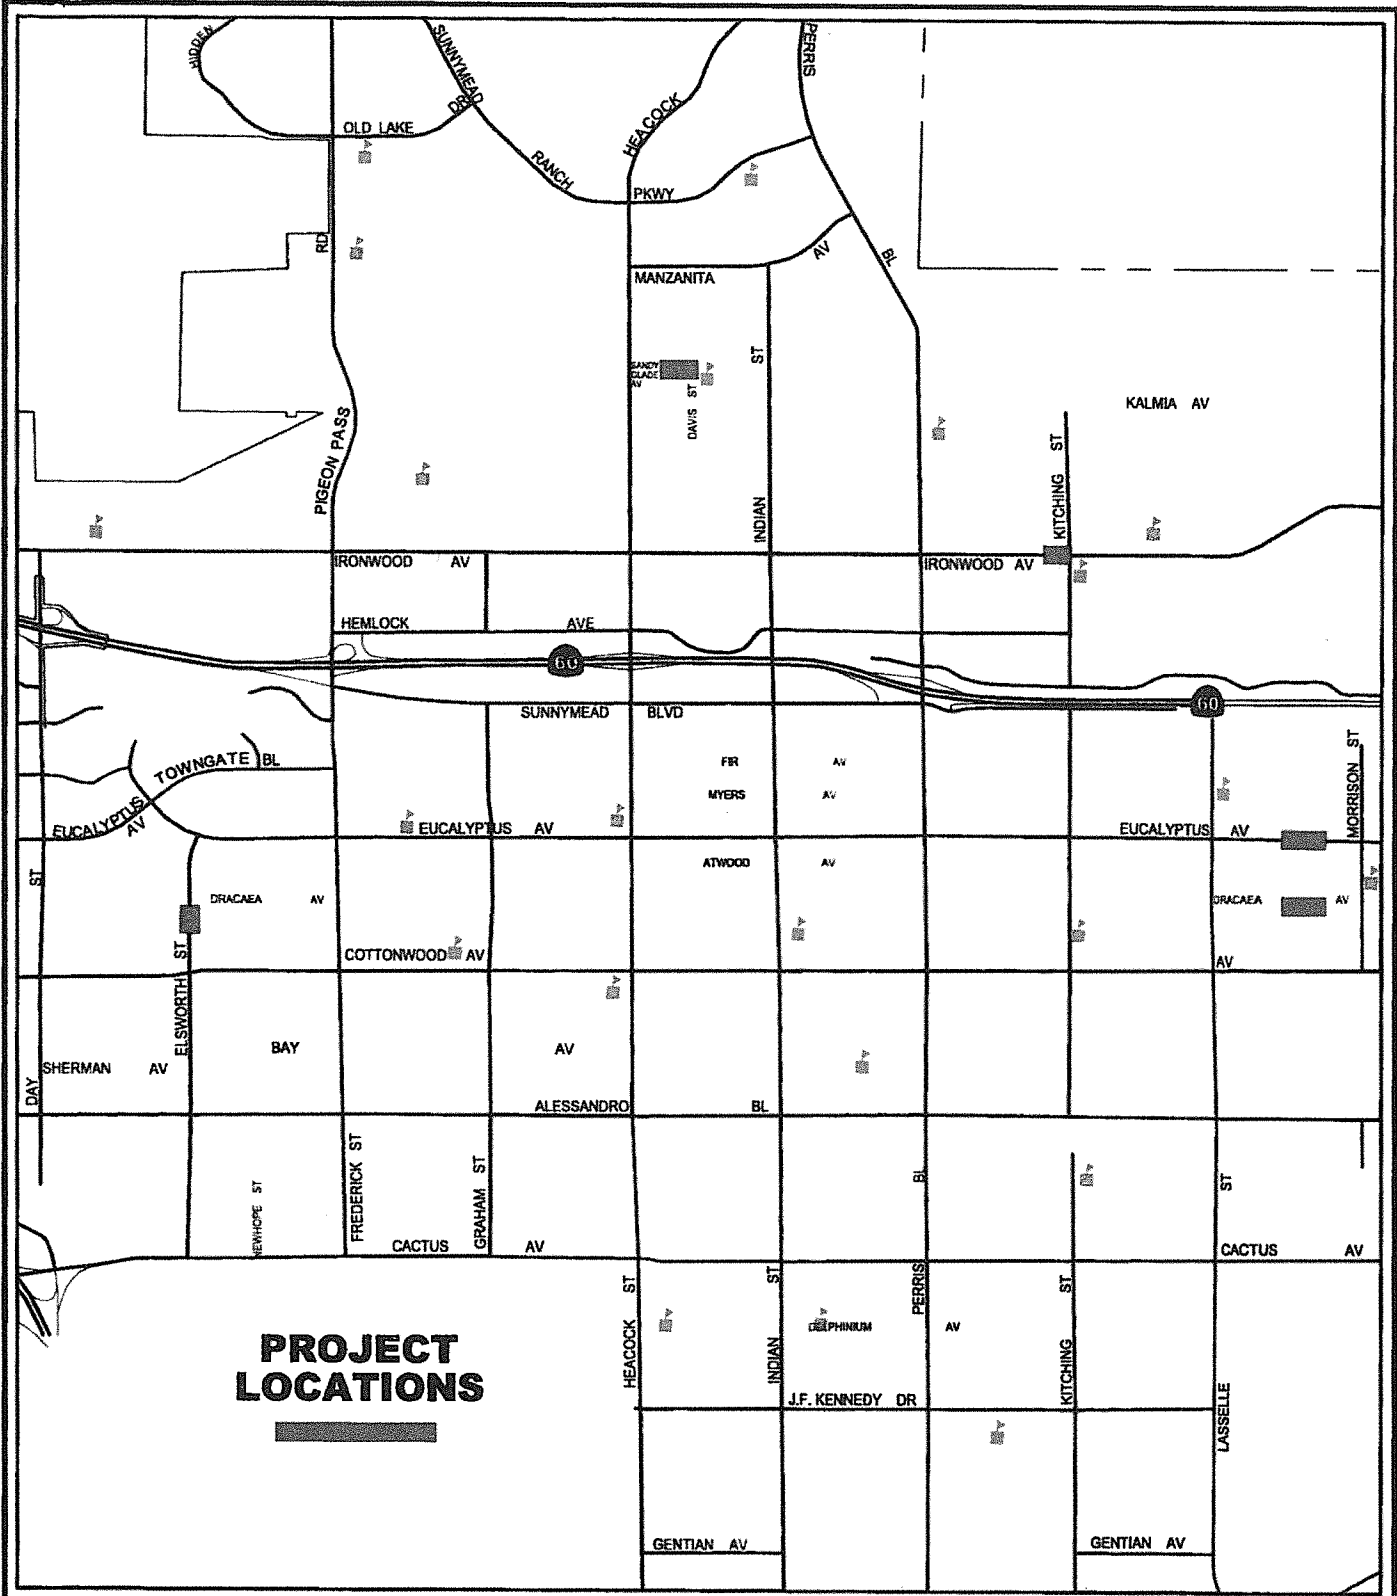 HIDDEN
SUNNYMEAD
PERRIS
OLD LAKE
DR
HEACOCK
RANCH
PKWY
RD
AV
BL
MANZANITA
SANDY
GLADE
AV
ST
DAVIS ST
KALMIA AV
PIGEON PASS
INDIAN
KITCHING ST
IRONWOOD AV
IRONWOOD AV
HEMLOCK AVE
60
60
SUNNYMEAD BLVD
TOWNGATE BL
FIR AV
MYERS AV
MORRISON ST
EUCALYPTUS
AV
EUCALYPTUS AV
EUCALYPTUS AV
ATWOOD AV
ST
DRACAEA AV
DRACAEA AV
COTTONWOOD AV
AV
ELSWORTH ST
BAY AV
SHERMAN AV
DAY
ALESSANDRO BL
FREDERICK ST
GRAHAM ST
NEWHOPE ST
BL
ST
CACTUS AV
CACTUS AV
HEACOCK ST
INDIAN ST
PERRIS
KITCHING ST
DELPHINIUM AV
PROJECT
LOCATIONS
J.F. KENNEDY DR
LASSELLE
GENTIAN AV
GENTIAN AV